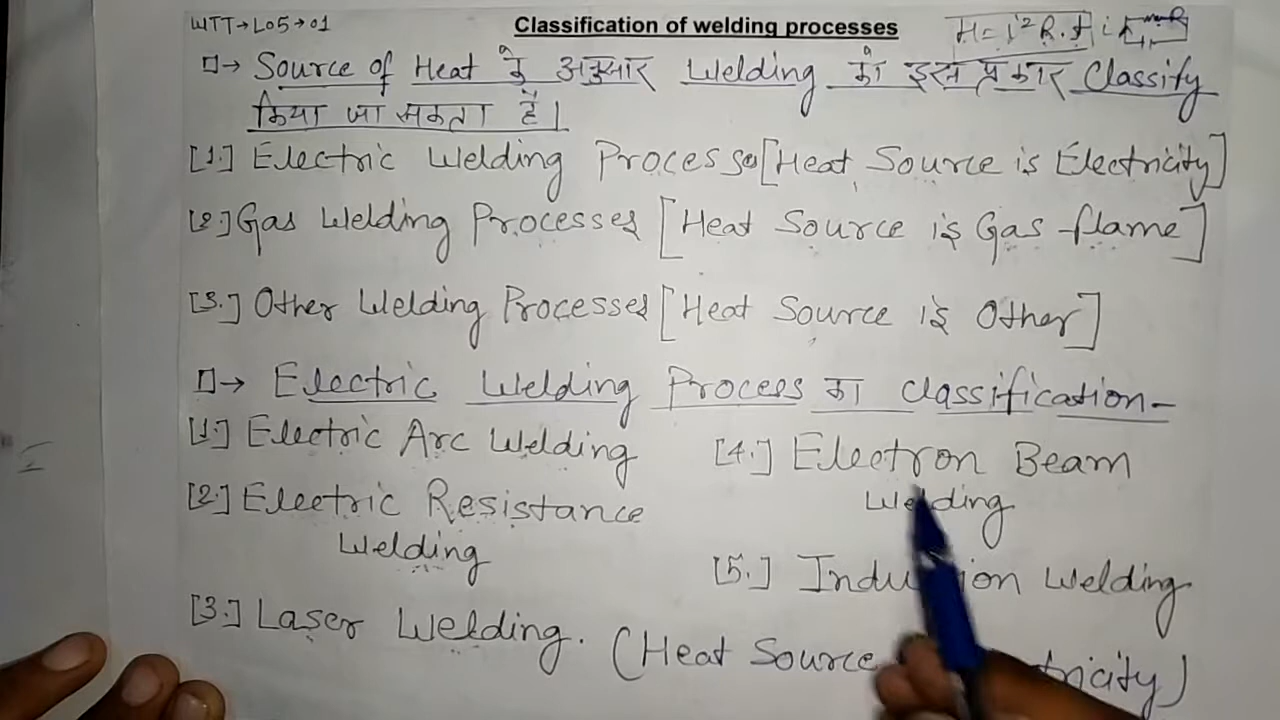 WTT→L05→01
Classification of welding processes
H=I²R.t
□→ Source of Heat के अनुसार Welding को इस प्रकार Classify
किया जा सकता है।
[1.] Electric Welding Process [Heat Source is Electricity]
[2.] Gas Welding Processes [Heat Source is Gas flame]
[3.] Other Welding Processes [Heat Source is Other]
□→ Electric Welding Process का classification-
[1.] Electric Arc Welding
[2.] Electric Resistance
Welding
[3.] Laser Welding.
[4.] Electron Beam
Welding
[5.] Induction Welding
(Heat Source